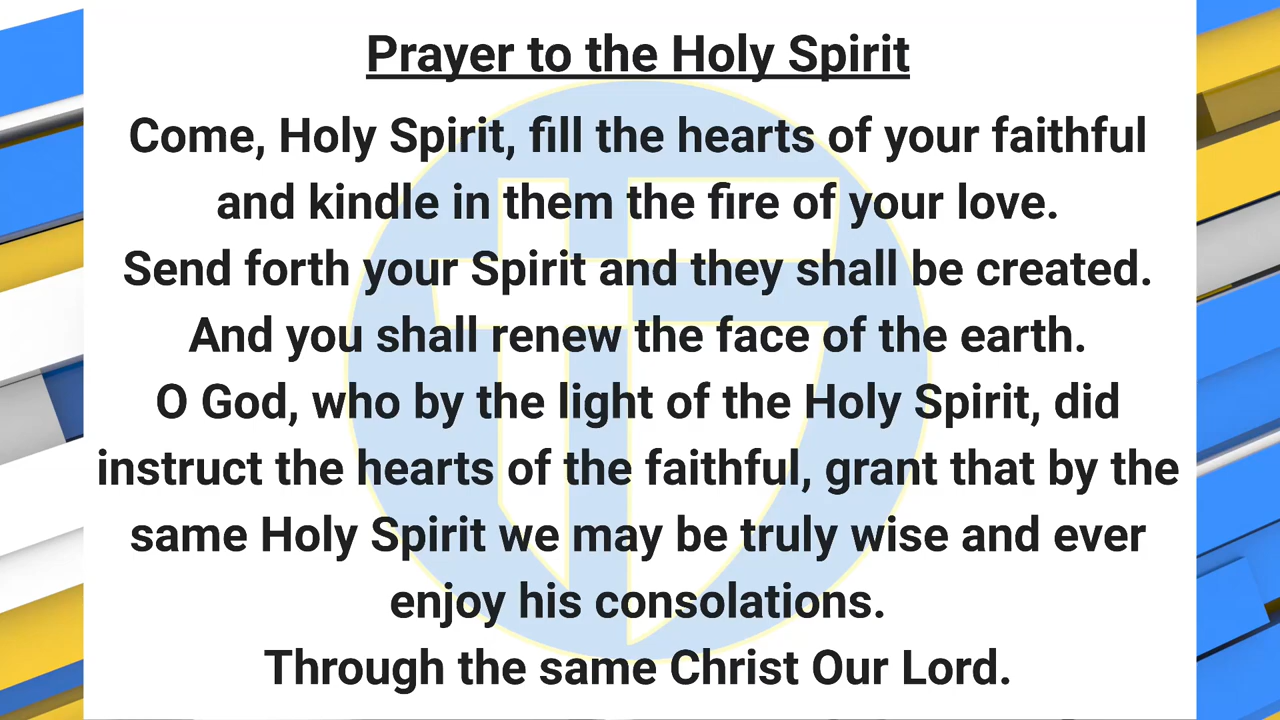 Prayer to the Holy Spirit
Come, Holy Spirit, fill the hearts of your faithful
and kindle in them the fire of your love.
Send forth your Spirit and they shall be created.
And you shall renew the face of the earth.
O God, who by the light of the Holy Spirit, did
instruct the hearts of the faithful, grant that by the
same Holy Spirit we may be truly wise and ever
enjoy his consolations.
Through the same Christ Our Lord.